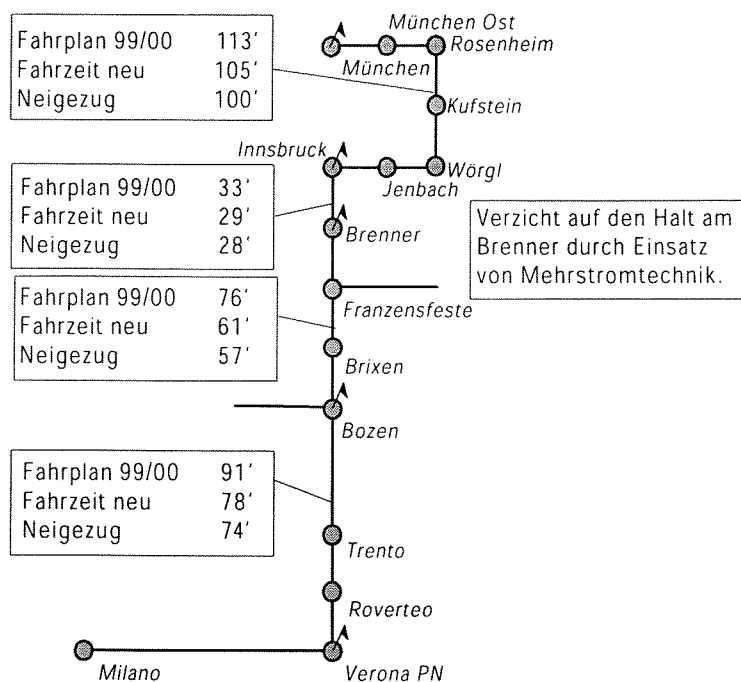 München Ost
Fahrplan 99/00 113'
Rosenheim
Fahrzeit neu 105'
München
Neigezug 100'
Kufstein
Innsbruck
Wörgl
Jenbach
Fahrplan 99/00 33'
Fahrzeit neu 29'
Neigezug 28'
Brenner
Verzicht auf den Halt am
Brenner durch Einsatz
von Mehrstromtechnik.
Fahrplan 99/00 76'
Fahrzeit neu 61'
Neigezug 57'
Franzensfeste
Brixen
Bozen
Fahrplan 99/00 91'
Fahrzeit neu 78'
Neigezug 74'
Trento
Roverteo
Milano
Verona PN